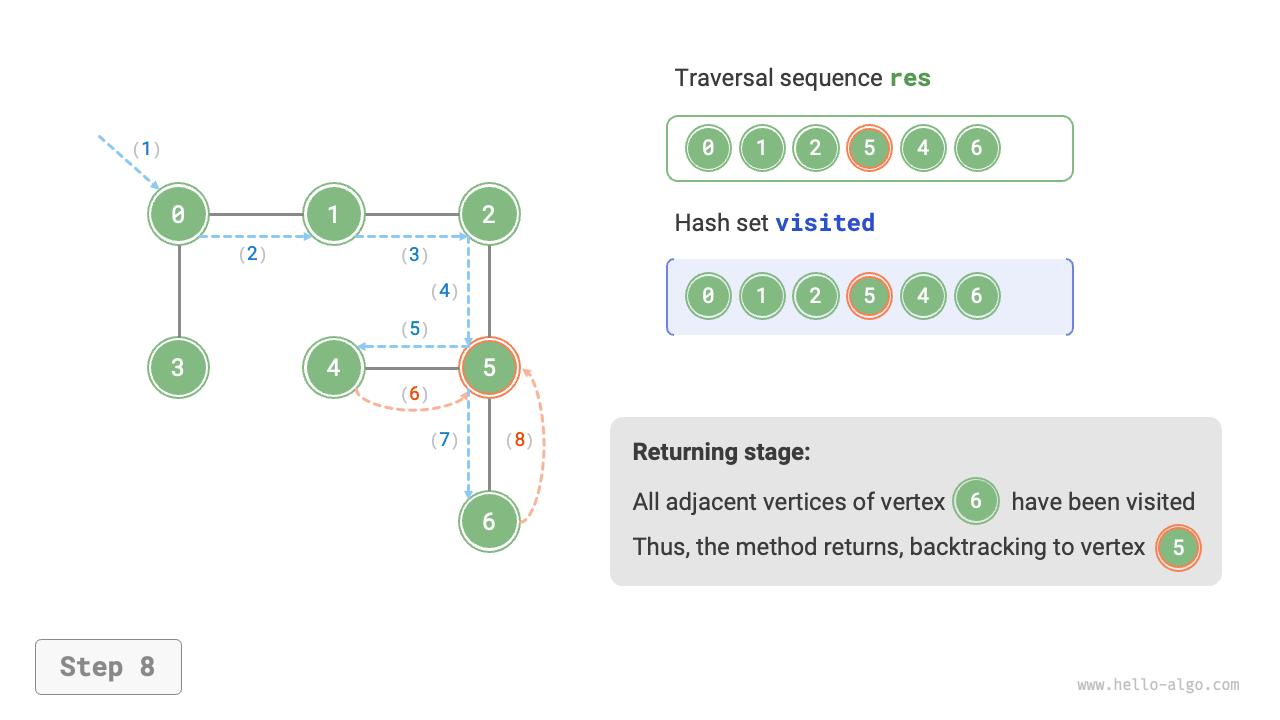 Traversal sequence res
0 1 2 5 4 6
Hash set visited
0 1 2 5 4 6
(1)
0 1 2
(2) (3)
(4)
(5)
3 4 5
(6)
(7) (8)
6
Returning stage:
All adjacent vertices of vertex 6 have been visited
Thus, the method returns, backtracking to vertex 5
Step 8
www.hello-algo.com